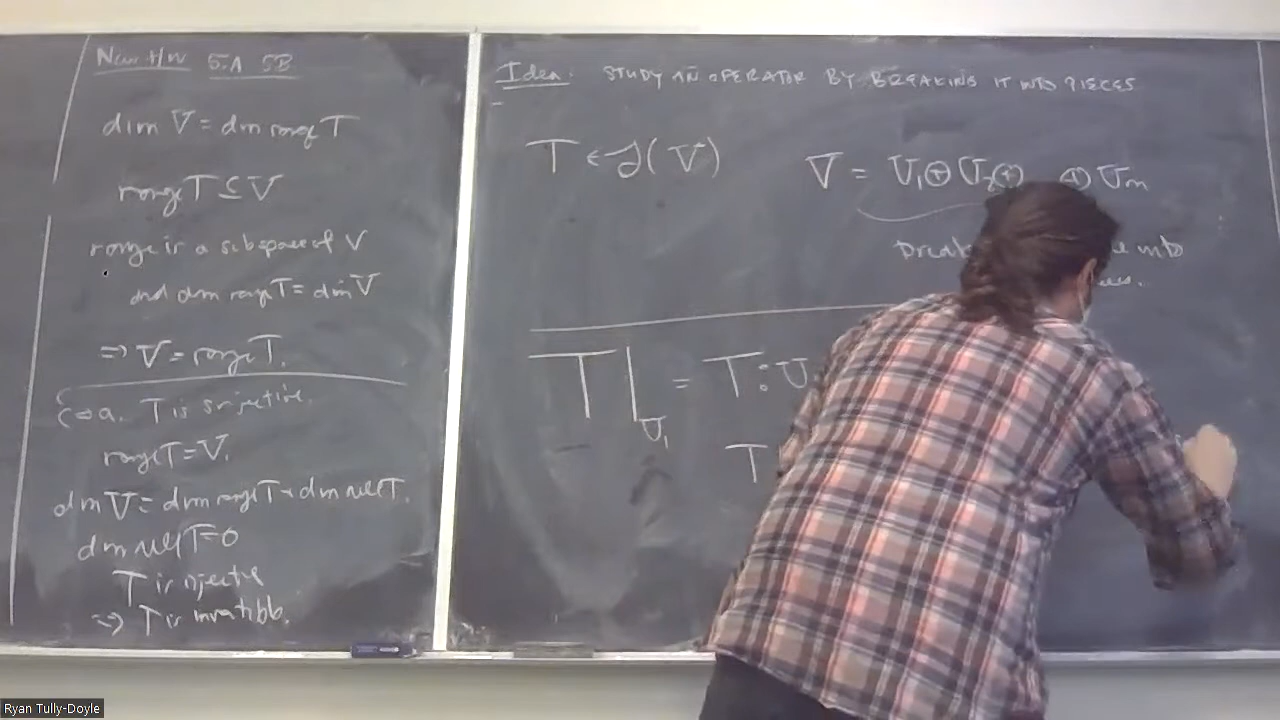 New HW 5.A 5B
dim V = dim range T
range T ⊆ V
range is a subspace of V
and dim range T = dim V
=> V = range T.
c => a. T is surjective.
range T = V.
dim V = dim range T + dim null T.
dim null T = 0
T is injective
=> T is invertible.
Idea: STUDY AN OPERATOR BY BREAKING IT INTO PIECES
T ∈ L(V) V = U₁ ⊕ U₂ ⊕ ⊕ Uₘ
into
T|U₁ = T: U
T
Ryan Tully-Doyle